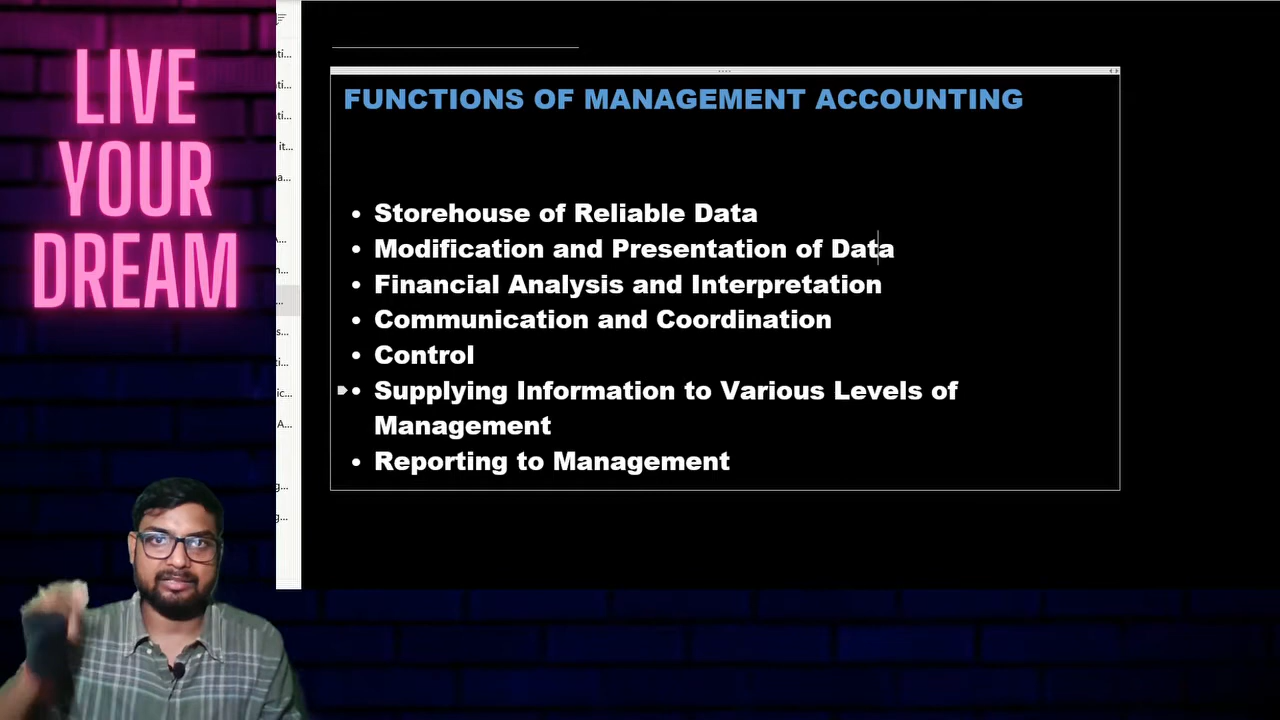 LIVE
YOUR
DREAM
FUNCTIONS OF MANAGEMENT ACCOUNTING
• Storehouse of Reliable Data
• Modification and Presentation of Data
• Financial Analysis and Interpretation
• Communication and Coordination
• Control
• Supplying Information to Various Levels of
Management
• Reporting to Management